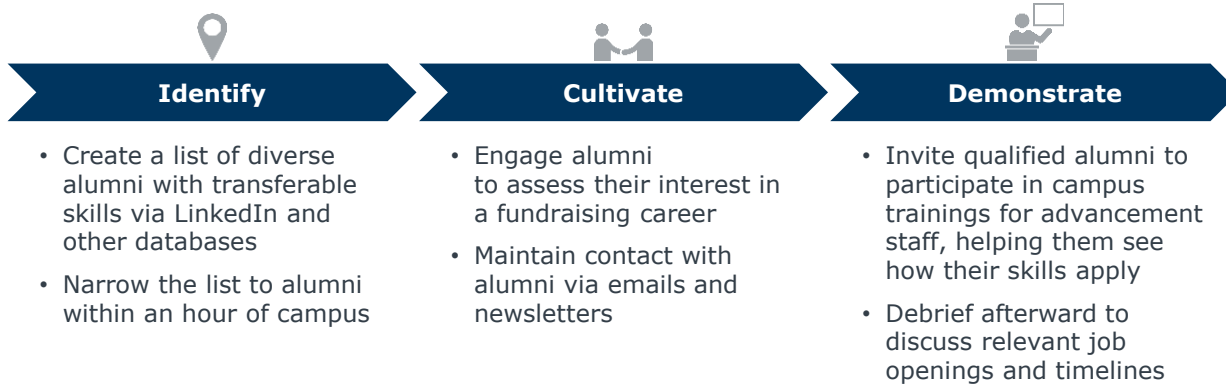 Identify
• Create a list of diverse
alumni with transferable
skills via LinkedIn and
other databases
• Narrow the list to alumni
within an hour of campus
Cultivate
• Engage alumni
to assess their interest in
a fundraising career
• Maintain contact with
alumni via emails and
newsletters
Demonstrate
• Invite qualified alumni to
participate in campus
trainings for advancement
staff, helping them see
how their skills apply
• Debrief afterward to
discuss relevant job
openings and timelines